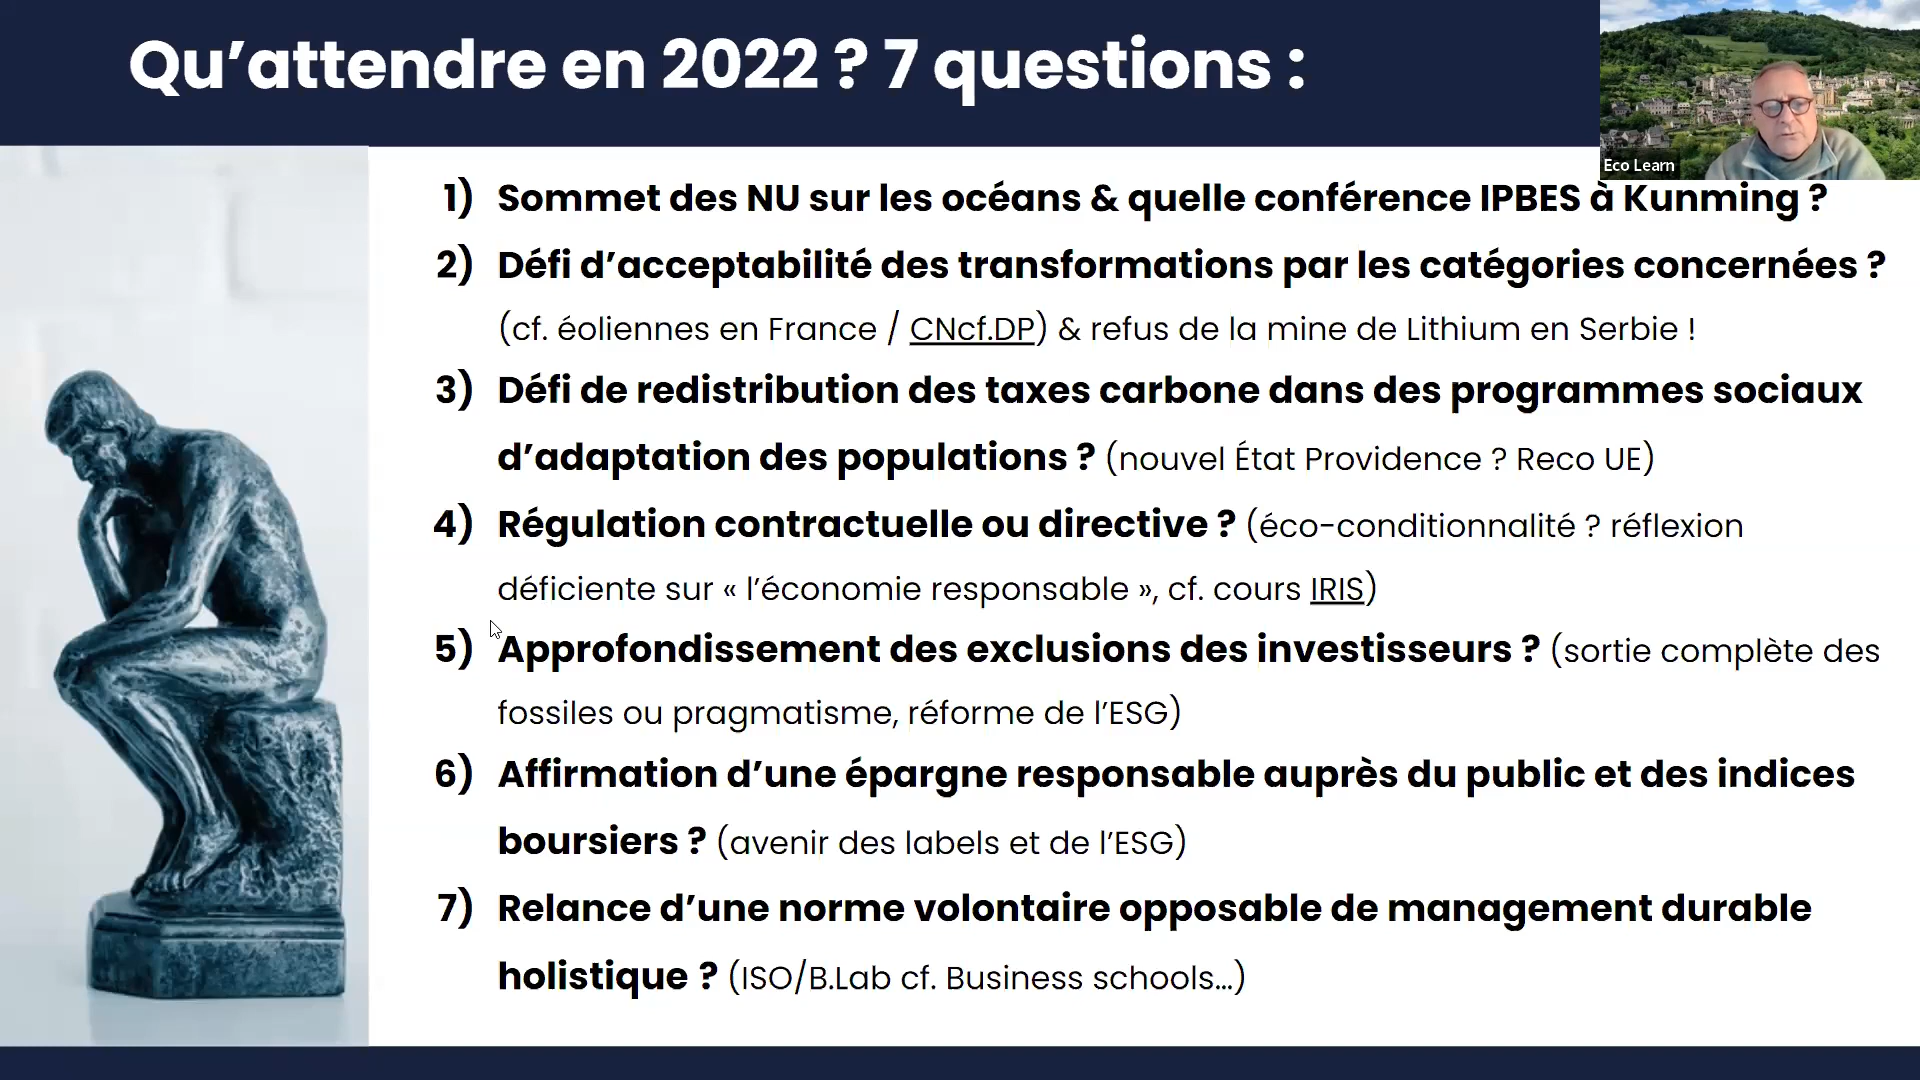 Qu’attendre en 2022 ? 7 questions :
Eco Learn
1) Sommet des NU sur les océans & quelle conférence IPBES à Kunming ?
2) Défi d’acceptabilité des transformations par les catégories concernées ?
(cf. éoliennes en France / CNcf.DP) & refus de la mine de Lithium en Serbie !
3) Défi de redistribution des taxes carbone dans des programmes sociaux
d’adaptation des populations ? (nouvel État Providence ? Reco UE)
4) Régulation contractuelle ou directive ? (éco-conditionnalité ? réflexion
déficiente sur « l’économie responsable », cf. cours IRIS)
5) Approfondissement des exclusions des investisseurs ? (sortie complète des
fossiles ou pragmatisme, réforme de l’ESG)
6) Affirmation d’une épargne responsable auprès du public et des indices
boursiers ? (avenir des labels et de l’ESG)
7) Relance d’une norme volontaire opposable de management durable
holistique ? (ISO/B.Lab cf. Business schools…)